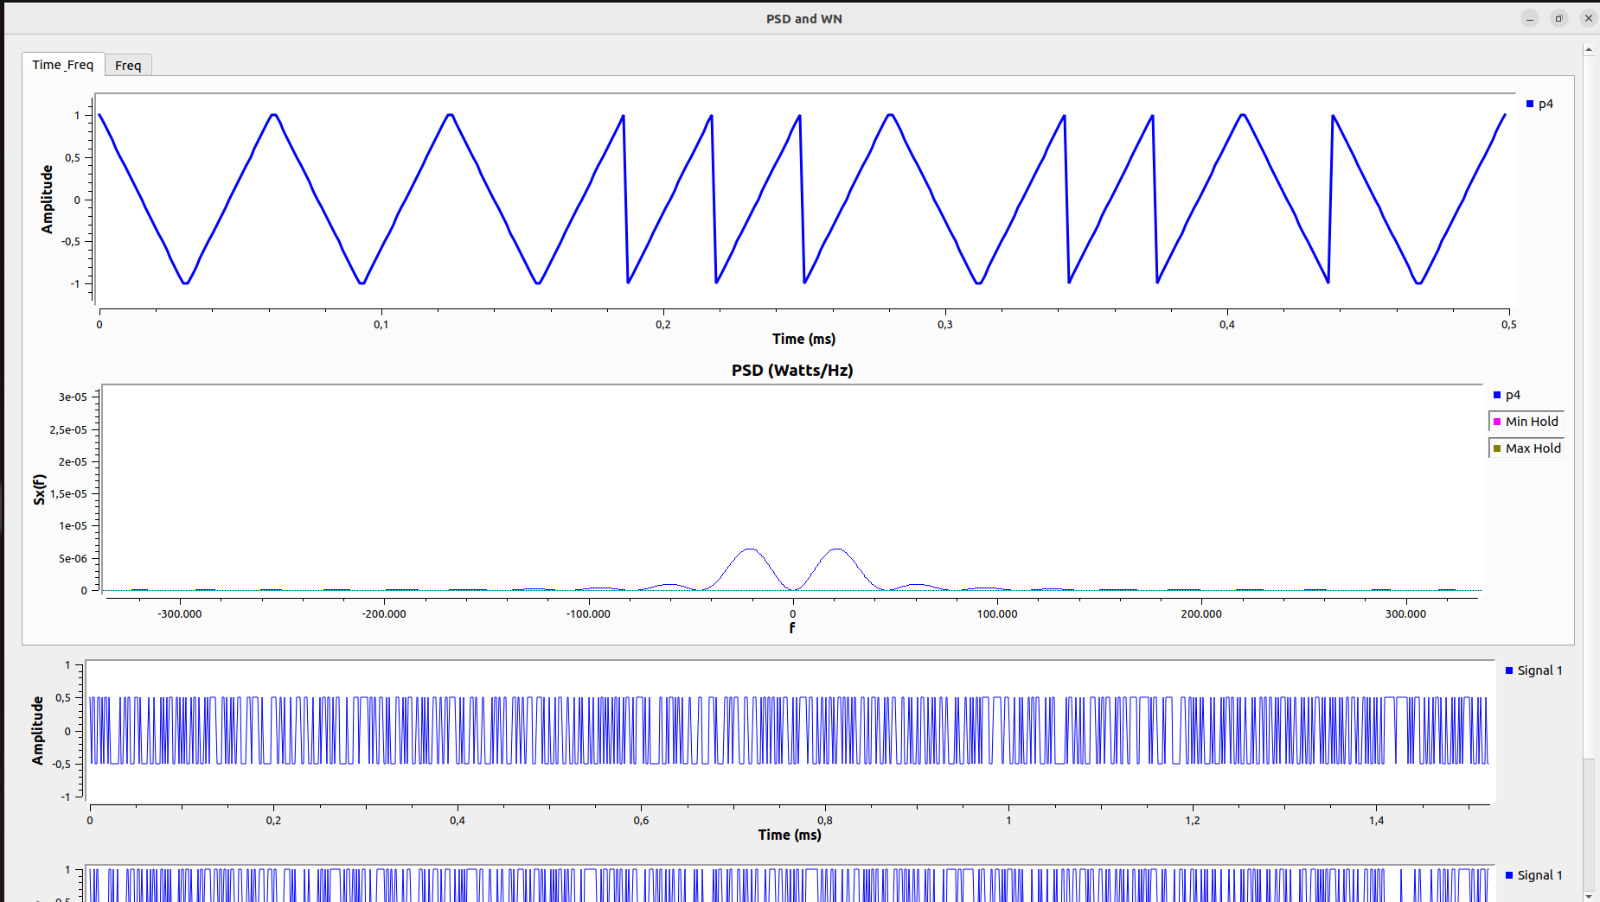 PSD and WN
Time_Freq
Freq
1
0,5
0
-0,5
-1
Amplitude
p4
0
0,1
0,2
0,3
0,4
0,5
Time (ms)
PSD (Watts/Hz)
3e-05
2,5e-05
2e-05
1,5e-05
1e-05
5e-06
0
Sx(f)
p4
Min Hold
Max Hold
-300.000
-200.000
-100.000
0
100.000
200.000
300.000
f
1
0,5
0
-0,5
-1
Amplitude
Signal 1
0
0,2
0,4
0,6
0,8
1
1,2
1,4
Time (ms)
1
Signal 1